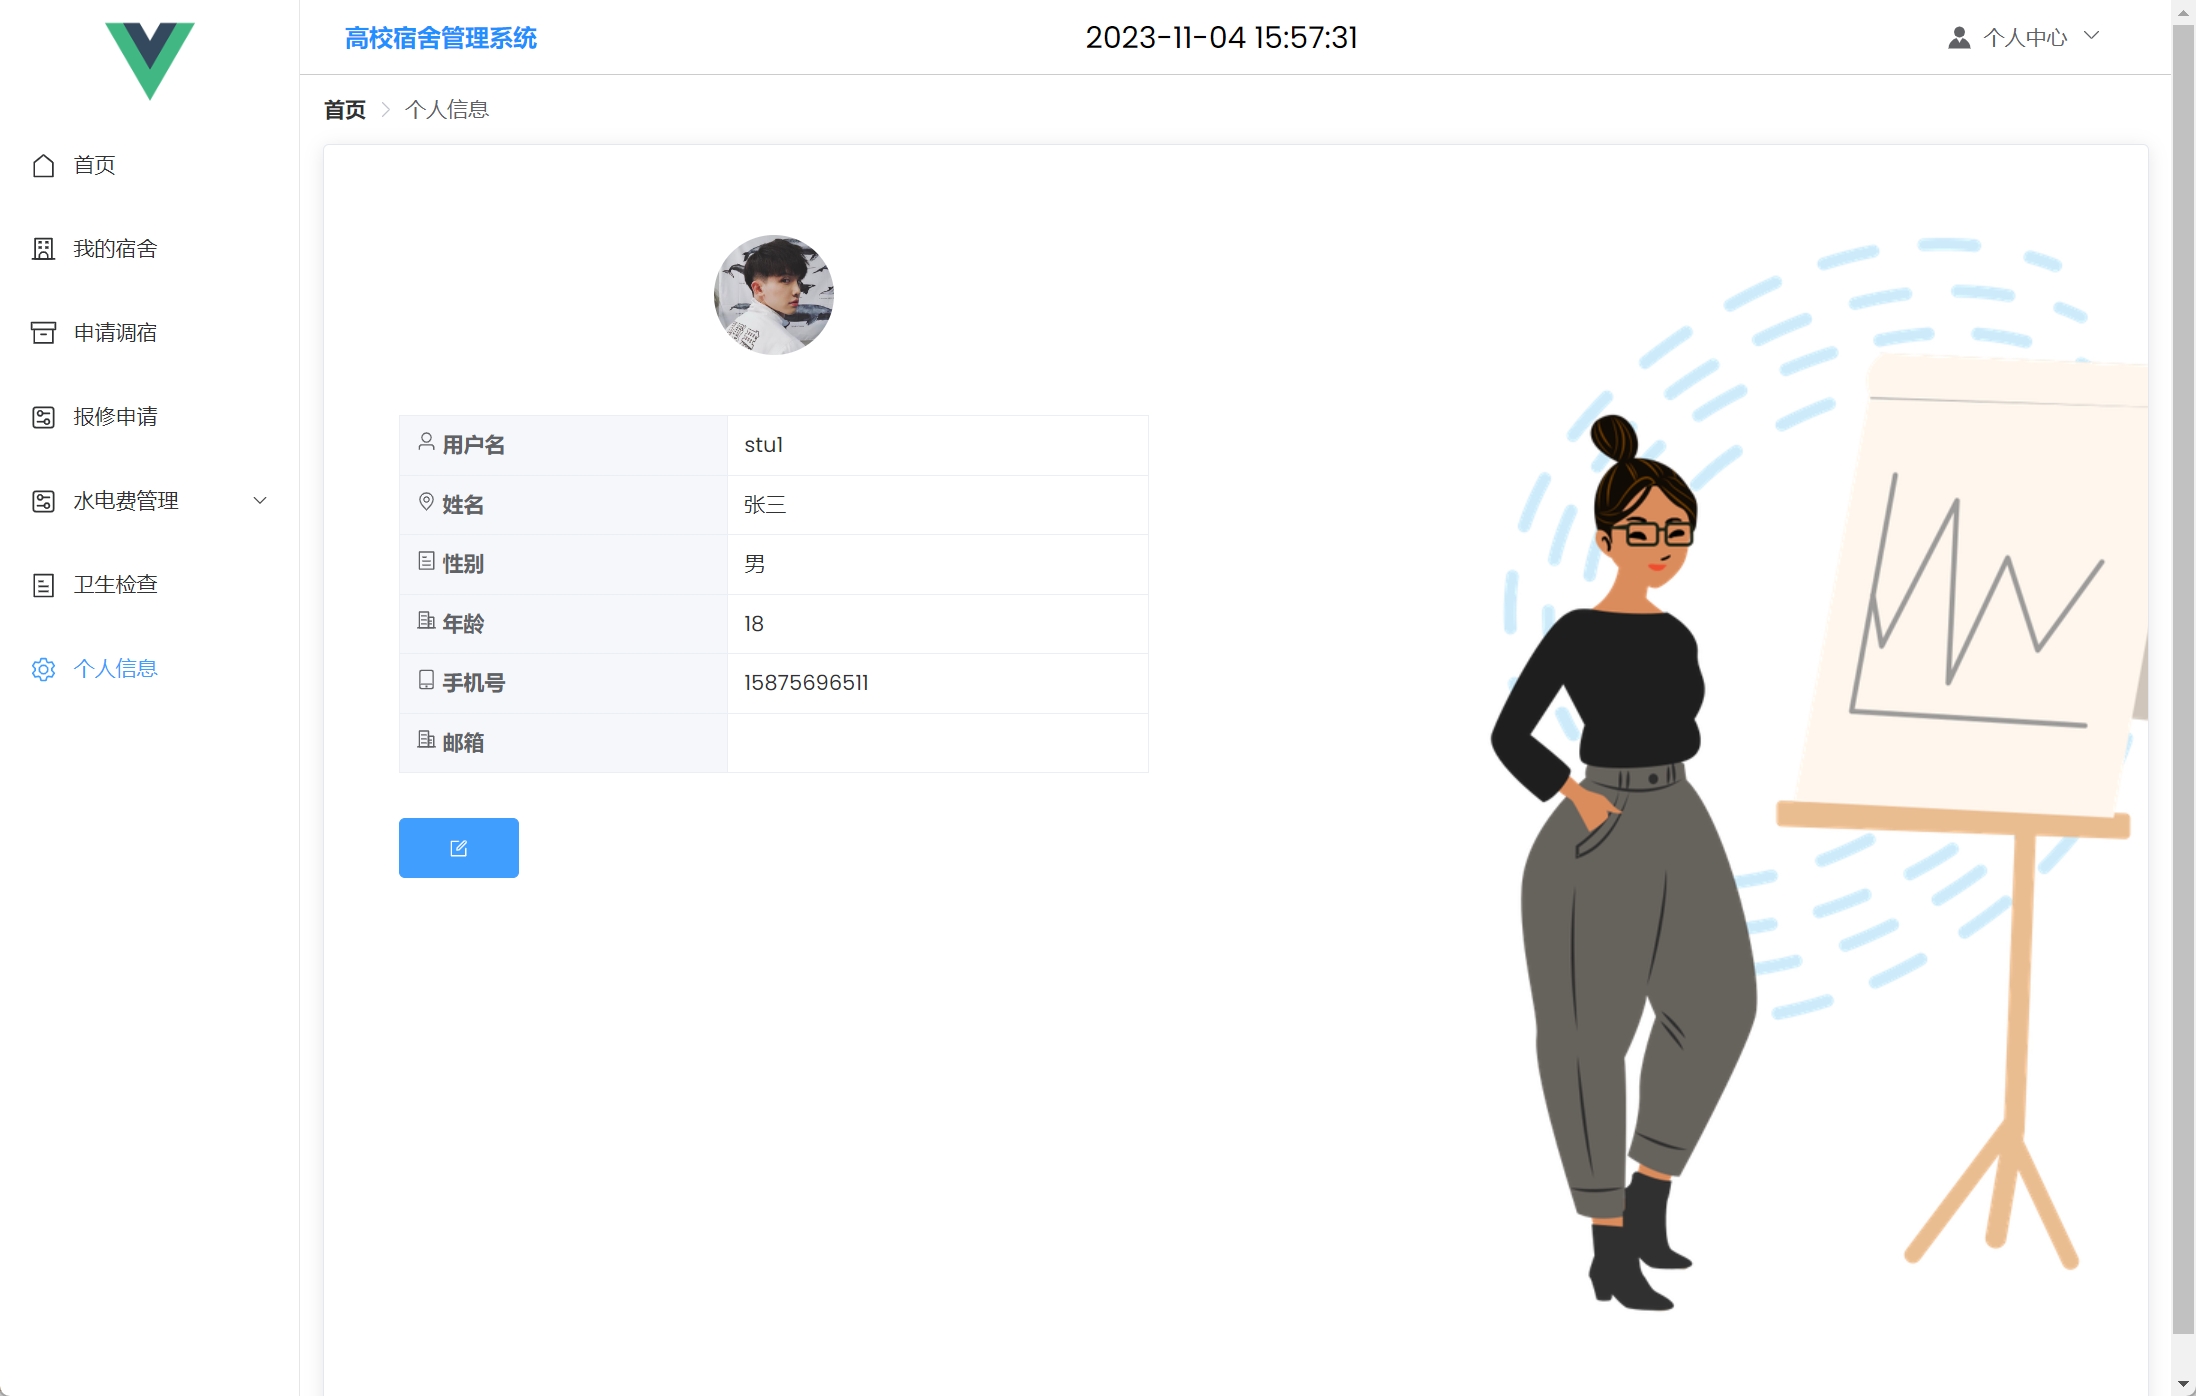 高校宿舍管理系统
2023-11-04 15:57:31
个人中心
首页 > 个人信息
首页
我的宿舍
申请调宿
报修申请
水电费管理
卫生检查
个人信息
用户名 stu1
姓名 张三
性别 男
年龄 18
手机号 15875696511
邮箱